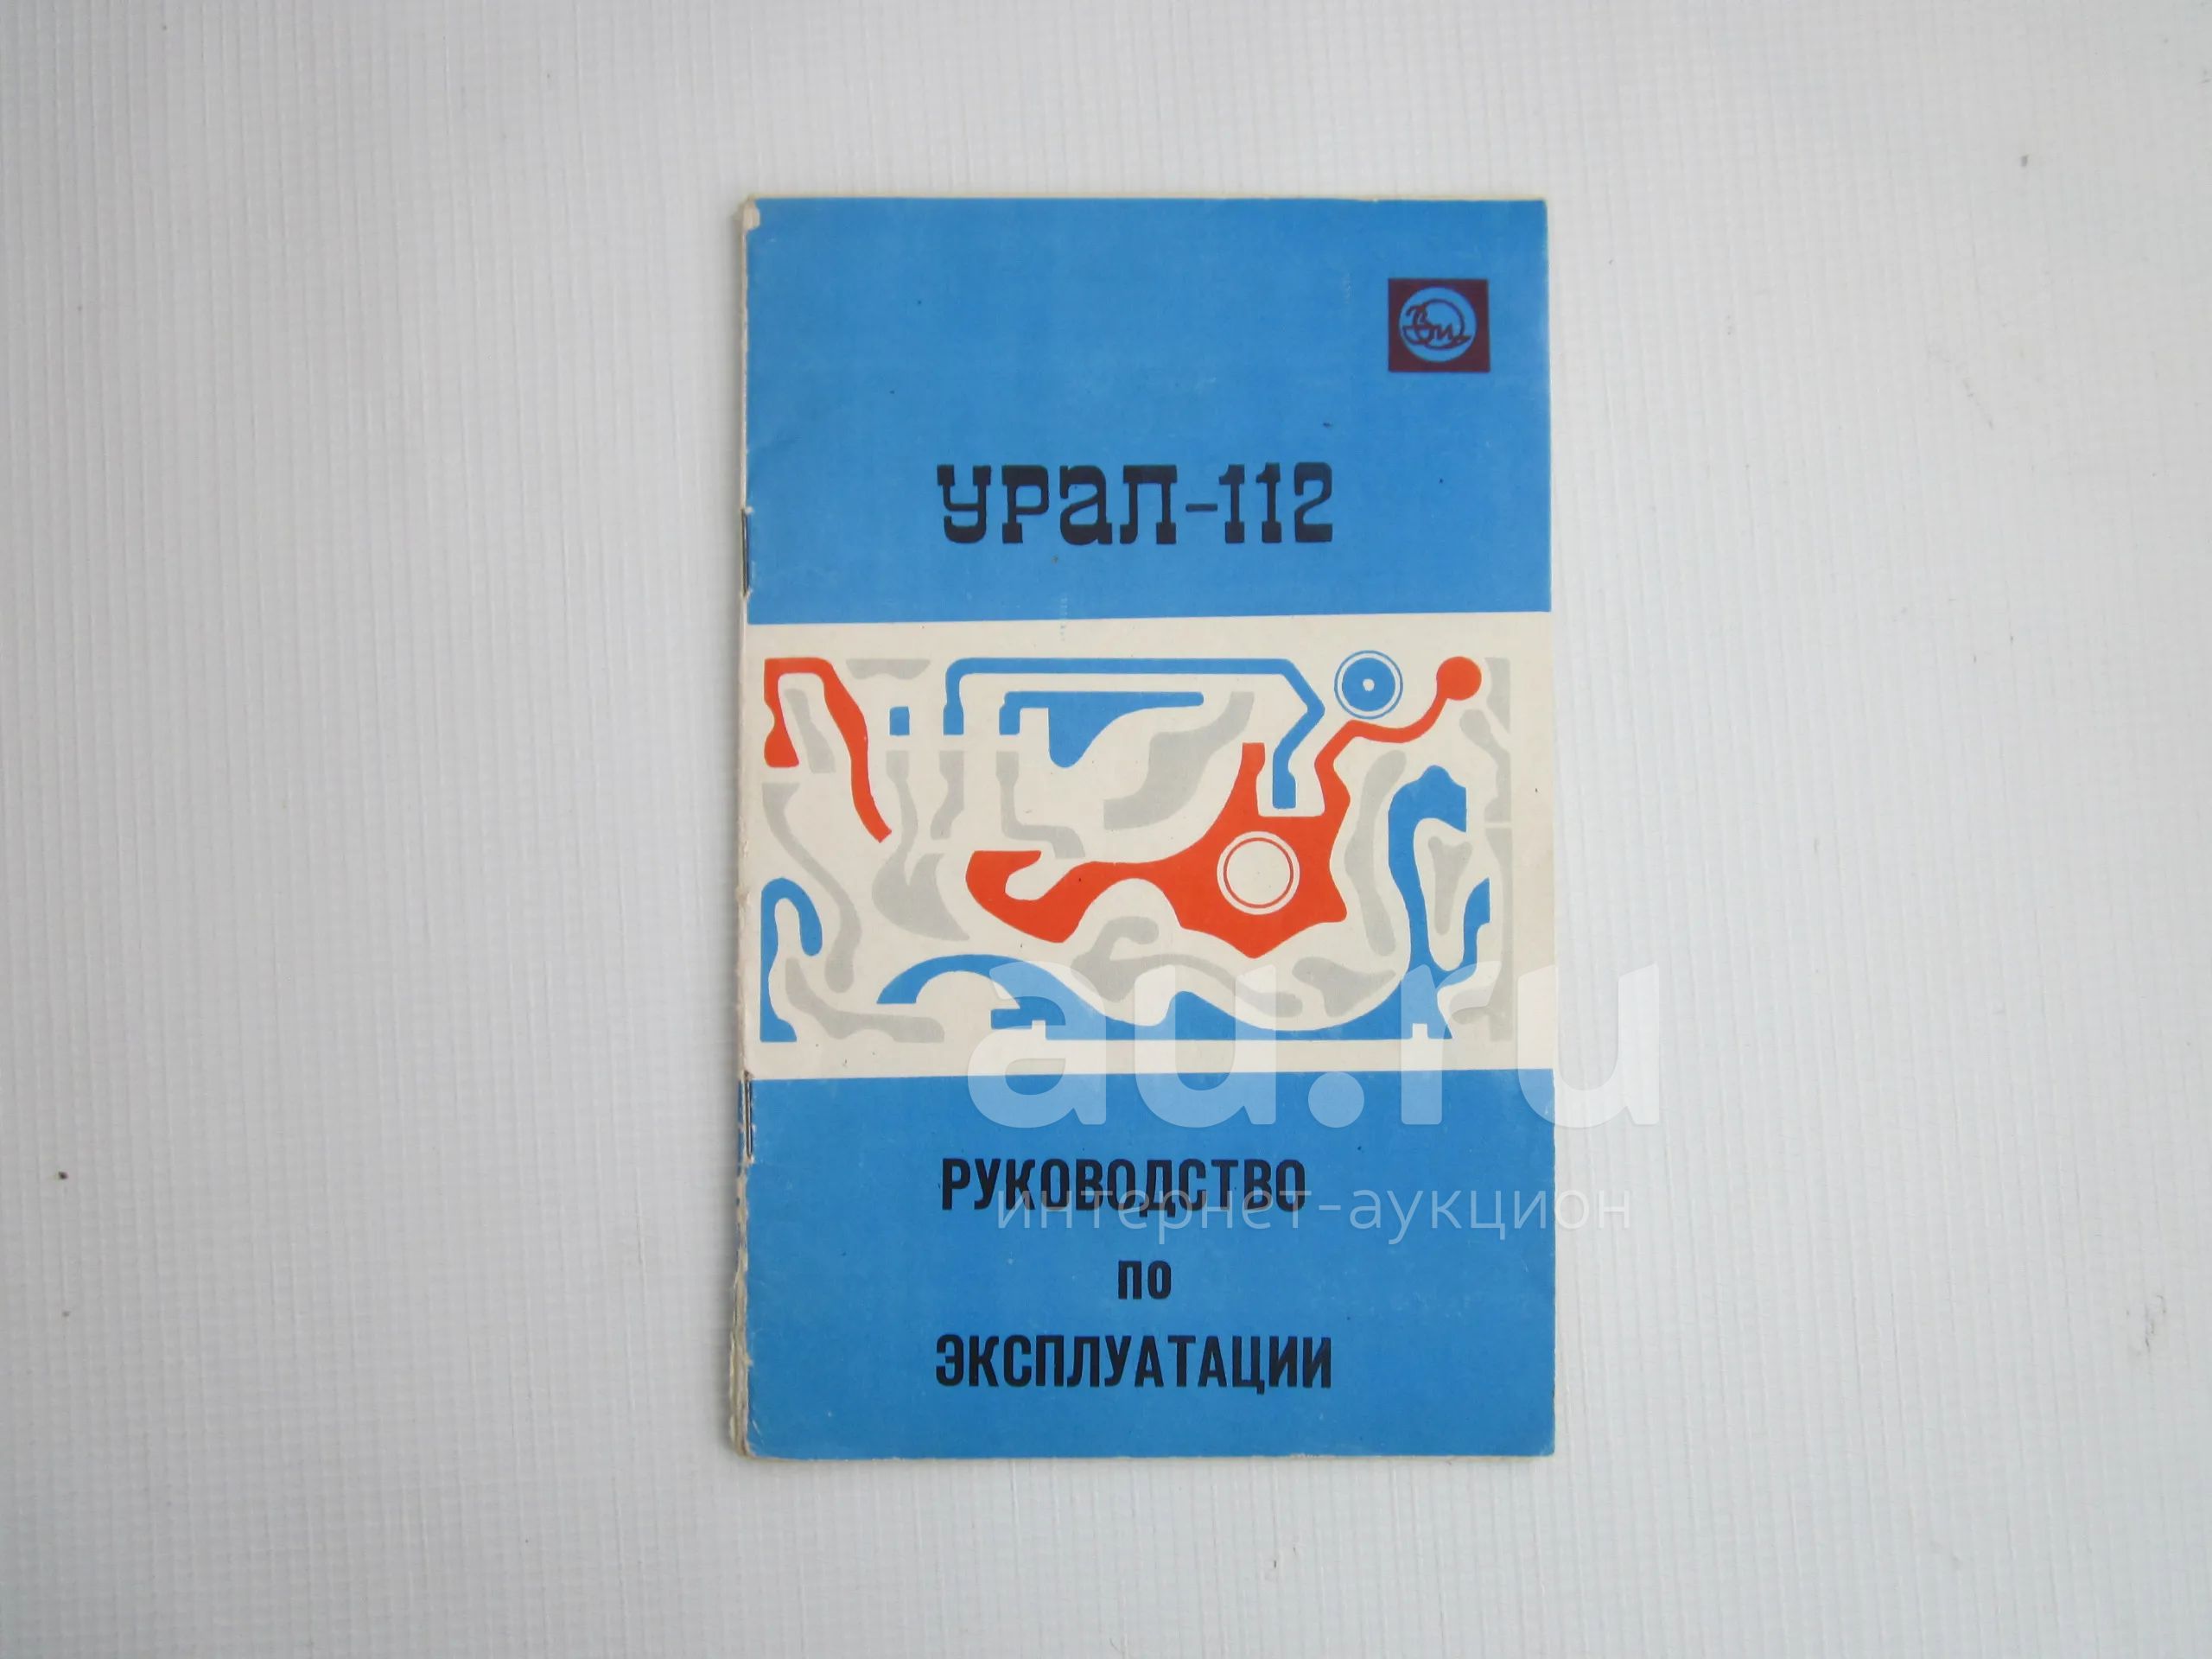 УРАЛ-112
au.ru
РУКОВОДСТВО
интернет-аукцион
ПО
ЭКСПЛУАТАЦИИ